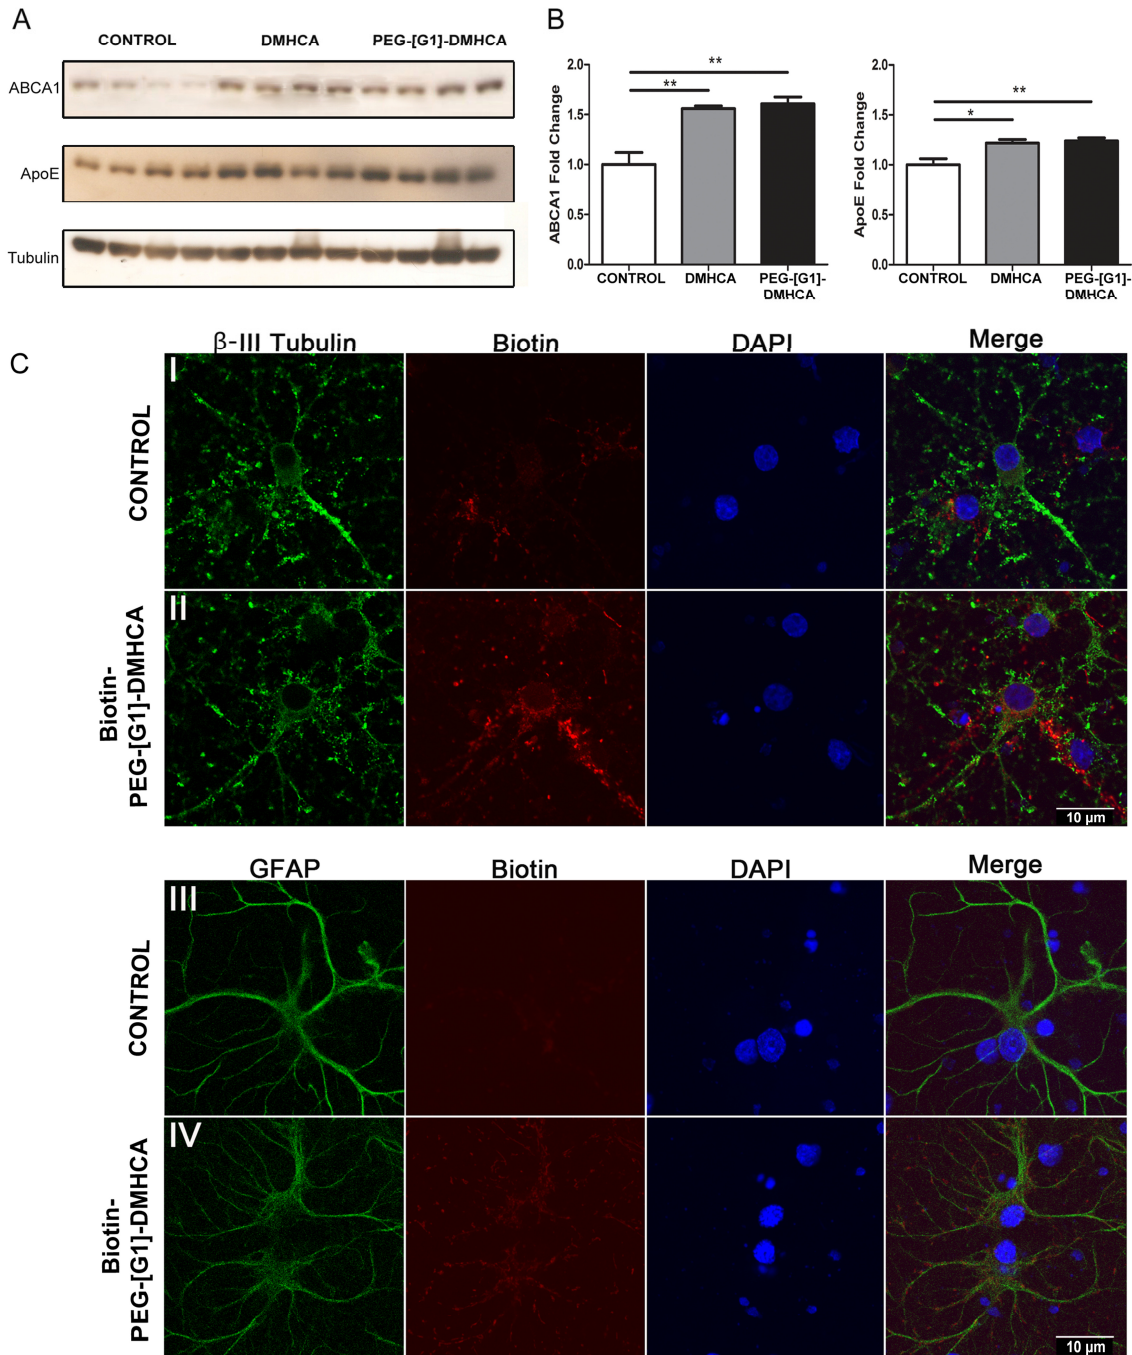 A
CONTROL DMHCA PEG-[G1]-DMHCA
ABCA1
ApoE
Tubulin
B
ABCA1 Fold Change
2.0
1.5
1.0
0.5
0.0
**
**
CONTROL DMHCA PEG-[G1]-
DMHCA
ApoE Fold Change
2.0
1.5
1.0
0.5
0.0
**
*
CONTROL DMHCA PEG-[G1]-
DMHCA
C
β-III Tubulin Biotin DAPI Merge
I
CONTROL
II
Biotin-
PEG-[G1]-DMHCA
10 μm
GFAP Biotin DAPI Merge
III
CONTROL
IV
Biotin-
PEG-[G1]-DMHCA
10 μm